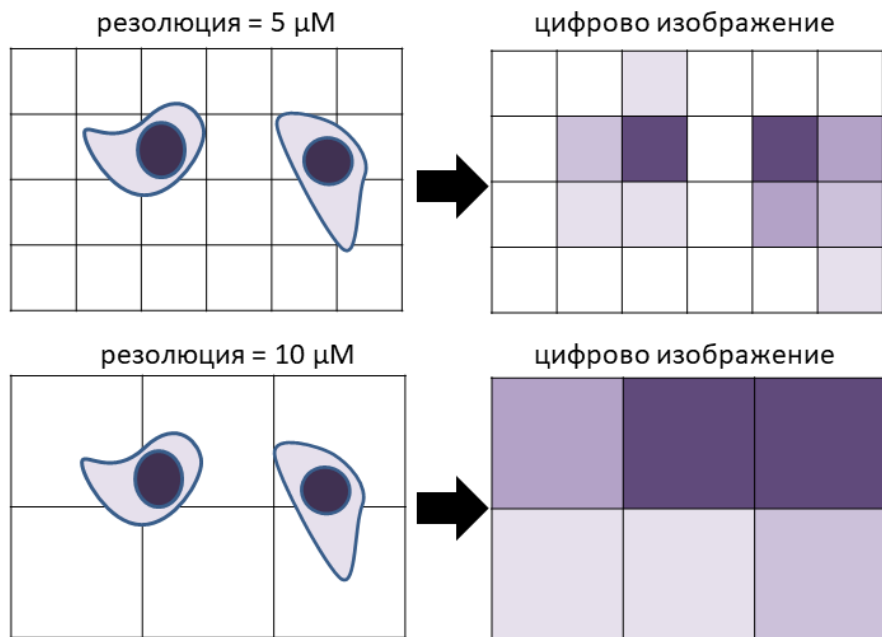 резолюция = 5 μM
цифрово изображение
резолюция = 10 μM
цифрово изображение